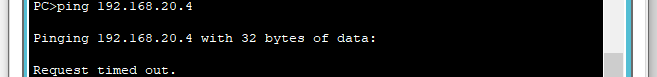 PC>ping 192.168.20.4
Pinging 192.168.20.4 with 32 bytes of data:
Request timed out.